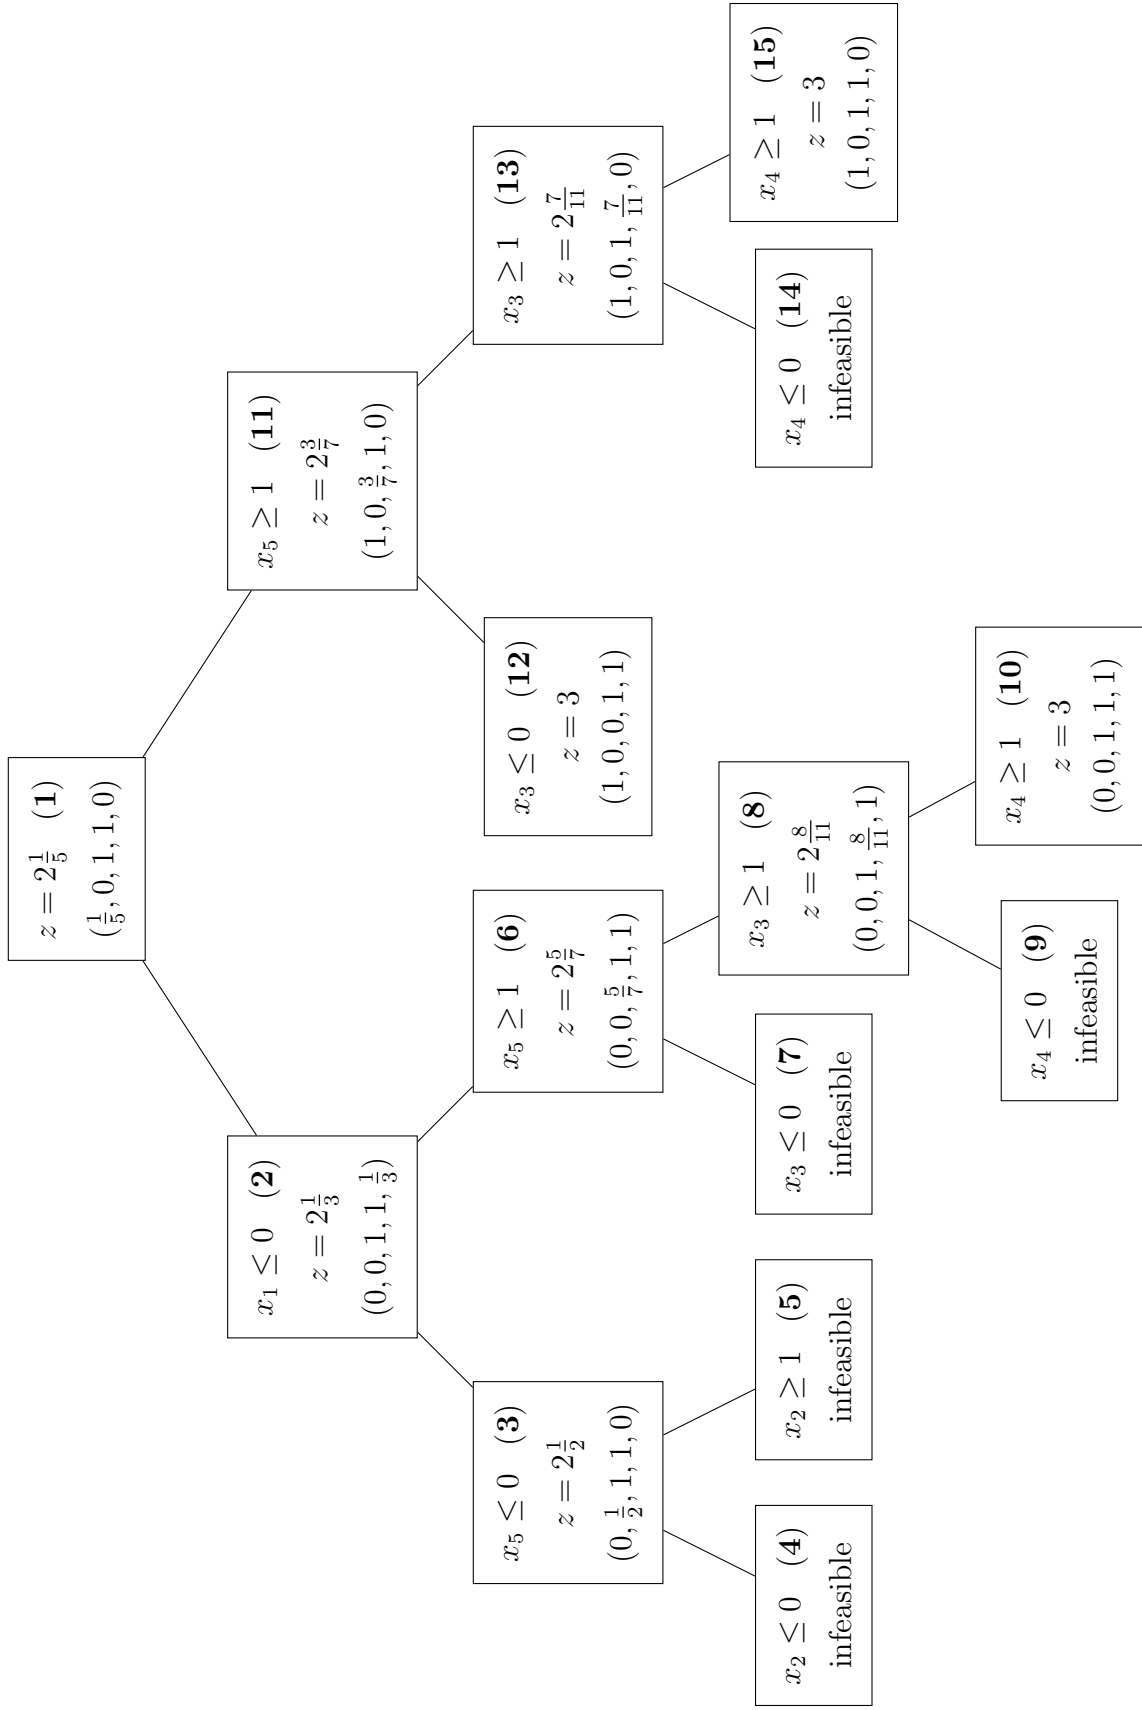 z = 2 1/5 (1)
(1/5, 0, 1, 1, 0)
x₁ ≤ 0 (2)
z = 2 1/3
(0, 0, 1, 1, 1/3)
x₅ ≤ 0 (3)
z = 2 1/2
(0, 1/2, 1, 1, 0)
x₂ ≤ 0 (4)
infeasible
x₂ ≥ 1 (5)
infeasible
x₅ ≥ 1 (6)
z = 2 5/7
(0, 0, 5/7, 1, 1)
x₃ ≤ 0 (7)
infeasible
x₃ ≥ 1 (8)
z = 2 8/11
(0, 0, 1, 8/11, 1)
x₄ ≤ 0 (9)
infeasible
x₄ ≥ 1 (10)
z = 3
(0, 0, 1, 1, 1)
x₅ ≥ 1 (11)
z = 2 3/7
(1, 0, 3/7, 1, 0)
x₃ ≤ 0 (12)
z = 3
(1, 0, 0, 1, 1)
x₃ ≥ 1 (13)
z = 2 7/11
(1, 0, 1, 7/11, 0)
x₄ ≤ 0 (14)
infeasible
x₄ ≥ 1 (15)
z = 3
(1, 0, 1, 1, 0)